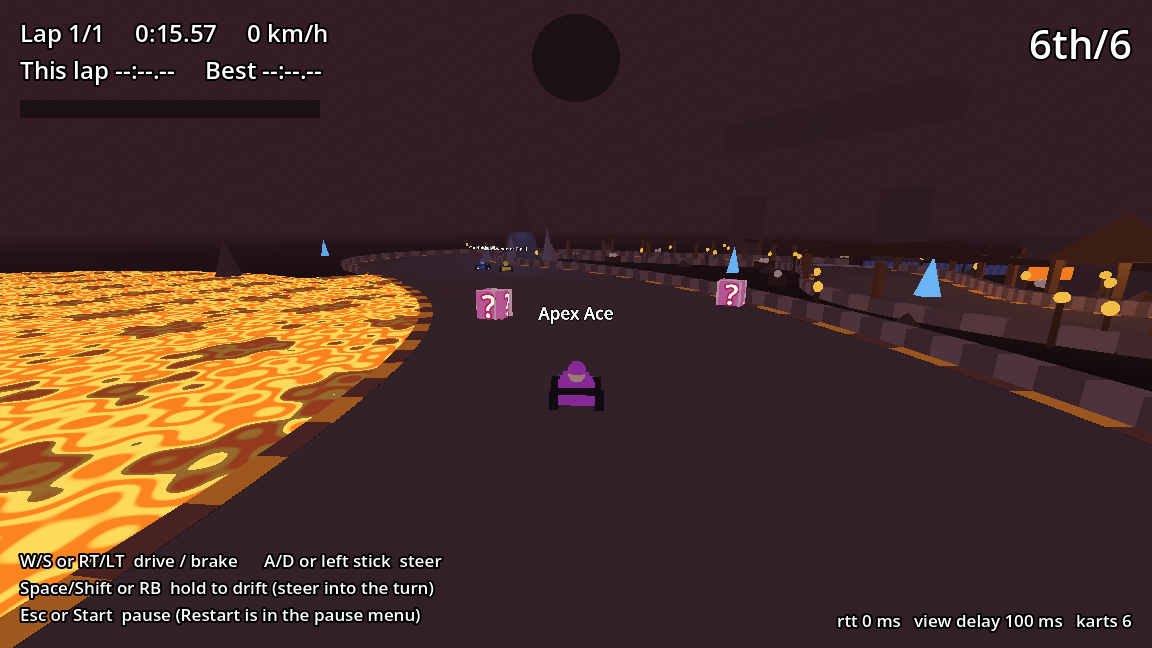 Lap 1/1 0:15.57 0 km/h
6th/6
This lap --:--.-- Best --:--.--
?
?
?
Apex Ace
W/S or RT/LT drive / brake A/D or left stick steer
Space/Shift or RB hold to drift (steer into the turn)
Esc or Start pause (Restart is in the pause menu)
rtt 0 ms view delay 100 ms karts 6